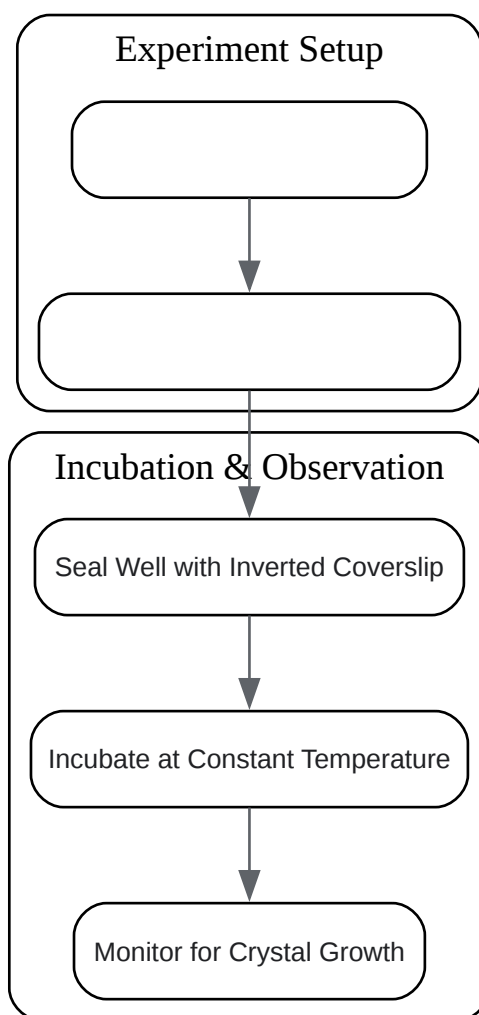 Experiment Setup
Incubation & Observation
Seal Well with Inverted Coverslip
Incubate at Constant Temperature
Monitor for Crystal Growth